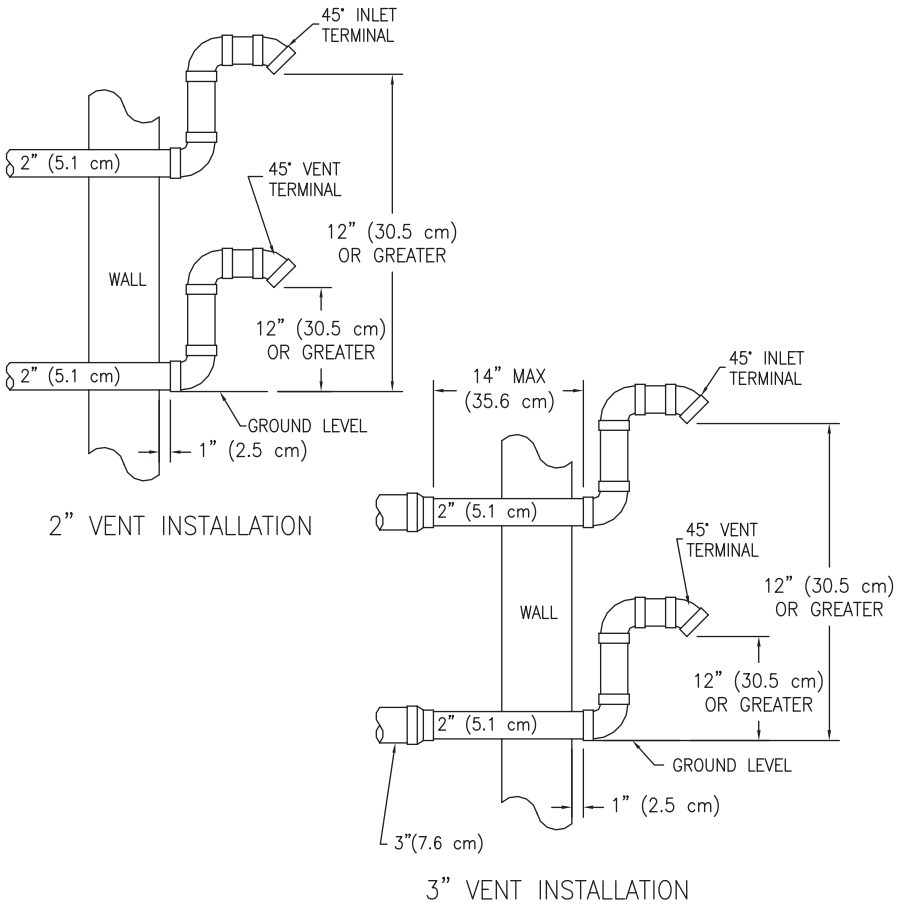 45° INLET
TERMINAL
2” (5.1 cm)
45° VENT
TERMINAL
12” (30.5 cm)
OR GREATER
WALL
12” (30.5 cm)
OR GREATER
2” (5.1 cm)
GROUND LEVEL
1” (2.5 cm)
2” VENT INSTALLATION
14” MAX
(35.6 cm)
45° INLET
TERMINAL
2” (5.1 cm)
45° VENT
TERMINAL
12” (30.5 cm)
OR GREATER
WALL
12” (30.5 cm)
OR GREATER
2” (5.1 cm)
GROUND LEVEL
1” (2.5 cm)
3”(7.6 cm)
3” VENT INSTALLATION